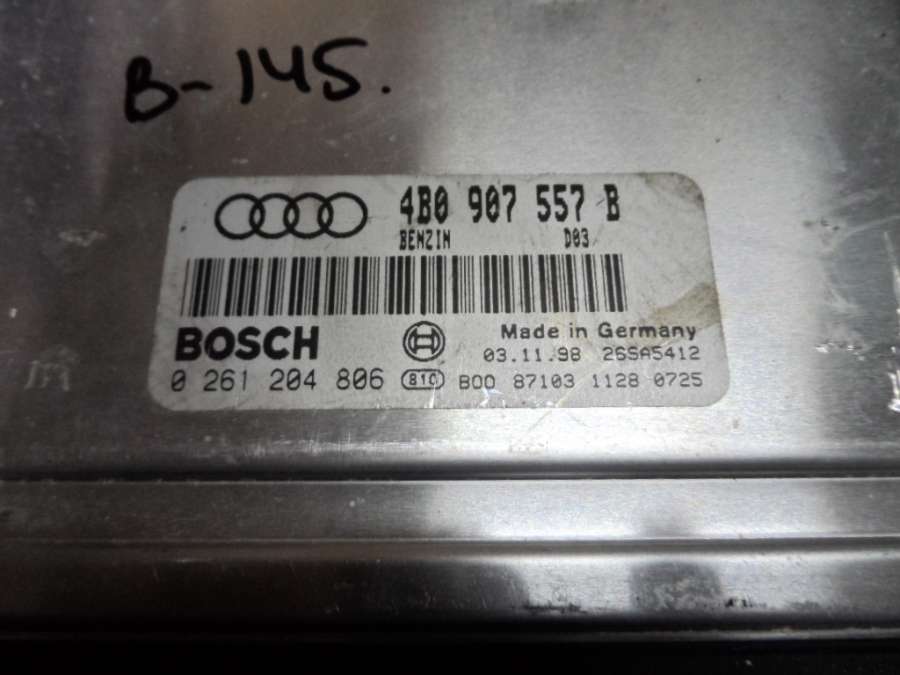 B-145.
4B0 907 557 B
BENZIN D03
BOSCH
Made in Germany
03.11.98 26SA5412
0 261 204 806 810 B00 87103 1128 0725